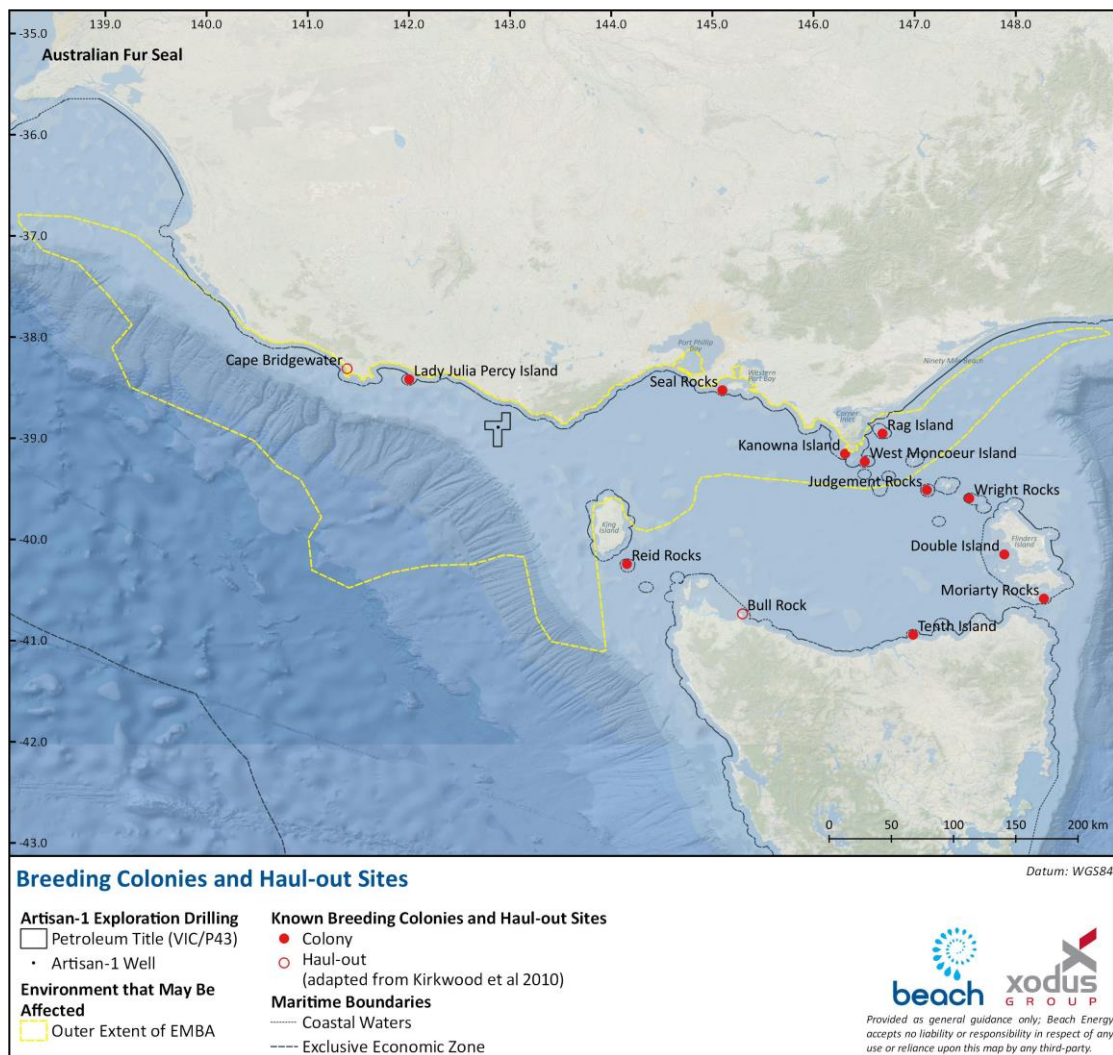 139.0 140.0 141.0 142.0 143.0 144.0 145.0 146.0 147.0 148.0
-35.0
Australian Fur Seal
-36.0
-37.0
-38.0
Port Phillip
Bay
Ninety Mile Beach
Cape Bridgewater
Lady Julia Percy Island
Western
Port Bay
Seal Rocks
Corner
Inlet
-39.0
Rag Island
Kanowna Island
West Moncoeur Island
Judgement Rocks
Wright Rocks
King
Island
-40.0
Flinders
Island
Double Island
Reid Rocks
Moriarty Rocks
Bull Rock
-41.0
Tenth Island
-42.0
-43.0
0 50 100 150 200 km
Breeding Colonies and Haul-out Sites
Datum: WGS84
Artisan-1 Exploration Drilling
Petroleum Title (VIC/P43)
Artisan-1 Well
Environment that May Be
Affected
Outer Extent of EMBA
Known Breeding Colonies and Haul-out Sites
Colony
Haul-out
(adapted from Kirkwood et al 2010)
Maritime Boundaries
Coastal Waters
Exclusive Economic Zone
beach
xodus
GROUP
Provided as general guidance only; Beach Energy
accepts no liability or responsibility in respect of any
use or reliance upon this map by any third-party.